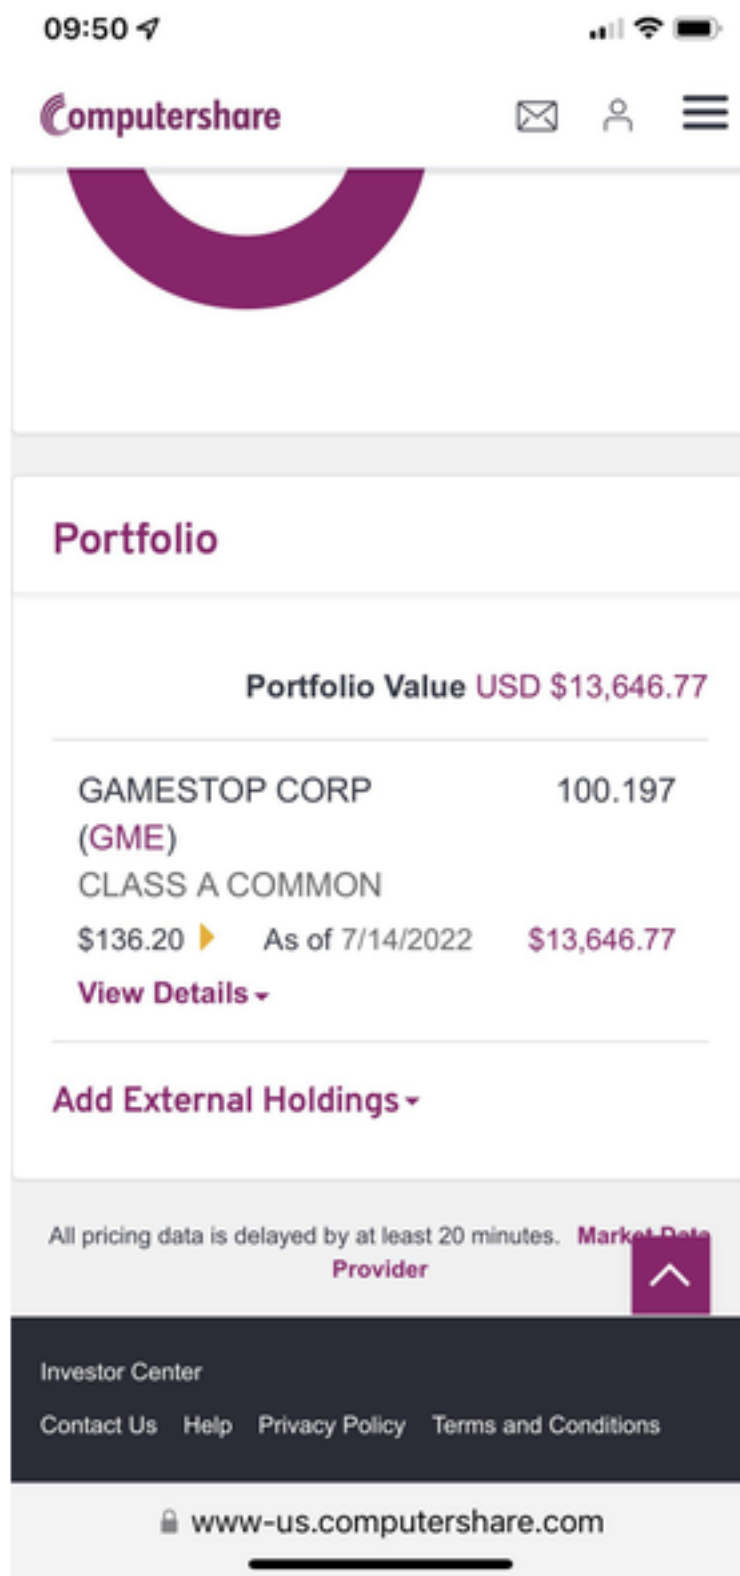 09:50
Computershare
Portfolio
Portfolio Value USD $13,646.77
GAMESTOP CORP 100.197
(GME)
CLASS A COMMON
$136.20 As of 7/14/2022 $13,646.77
View Details
Add External Holdings
All pricing data is delayed by at least 20 minutes. Market Data
Provider
Investor Center
Contact Us Help Privacy Policy Terms and Conditions
www-us.computershare.com